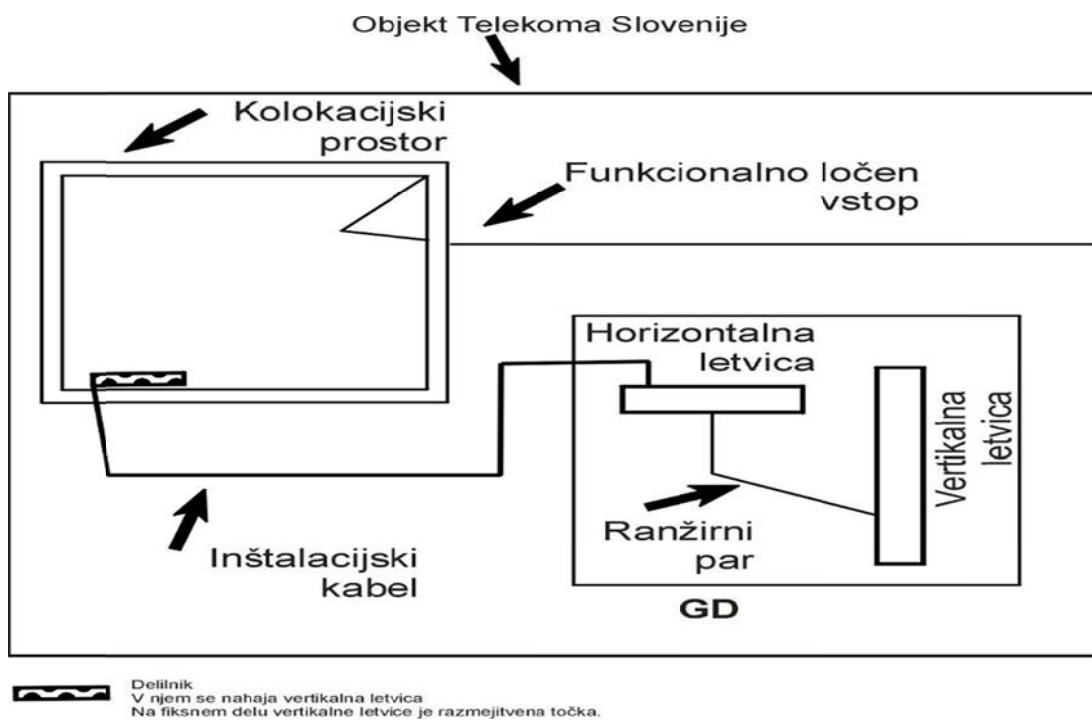 Objekt Telekoma Slovenije
Kolokacijski
prostor
Funkcionalno ločen
vstop
Horizontalna
letvica
Vertikalna
letvica
Ranžirni
par
Inštalacijski
kabel
GD
Delilnik
V njem se nahaja vertikalna letvica
Na fiksnem delu vertikalne letvice je razmejitvena točka.